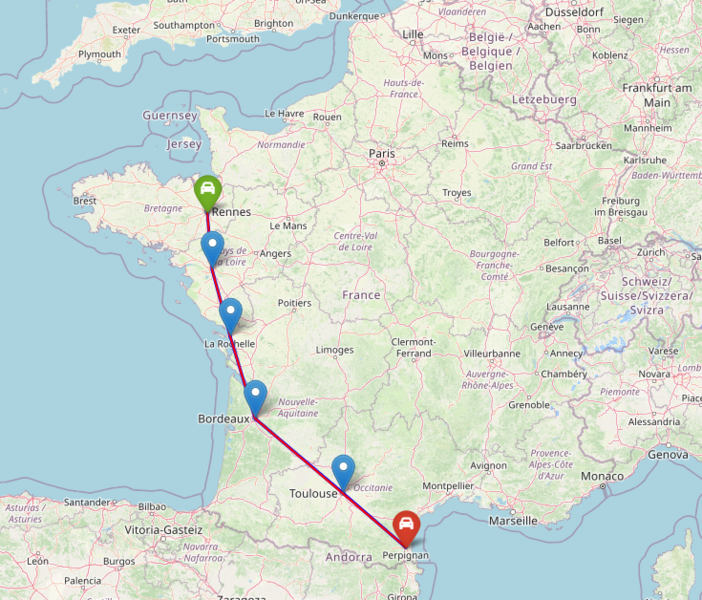 Exeter
Southampton
Brighton
Portsmouth
Plymouth
Dunkerque
Vlaanderen
Düsseldorf
Siegen
Lille
België /
Belgique /
Belgien
Aachen
Bonn
Mons
Koblenz
Hessen
Hauts-de-
France
Lëtzebuerg
Frankfurt am
Main
Guernsey
Le Havre
Rouen
Mannheim
Jersey
Normandie
Paris
Reims
Saarbrücken
Karlsruhe
Grand Est
Baden-Württemb
Brest
Bretagne
Rennes
Troyes
Freiburg
im Breisgau
Le Mans
Centre-Val
de Loire
Belfort
Basel
Pays de
la Loire
Angers
Bourgogne-
Franche-
Comté
Besançon
Zürich
Schweiz/
Suisse/Svizzera/
Svizra
France
Poitiers
Lausanne
Genève
La Rochelle
Limoges
Clermont-
Ferrand
Villeurbanne
Annecy
Varese
Chambéry
Novara
Auvergne-
Rhône-Alpes
Nouvelle-
Aquitaine
Grenoble
Piemonte
Bordeaux
Alessandria
Provence-
Alpes-Côte
d'Azur
Genova
Avignon
Monaco
Toulouse
Occitanie
Montpellier
Marseille
Santander
Bilbao
Asturias /
Asturies
Vitoria-Gasteiz
Navarra
Nafarroa
Perpignan
Andorra
León
Burgos
Palencia
Zaragoza
Girona